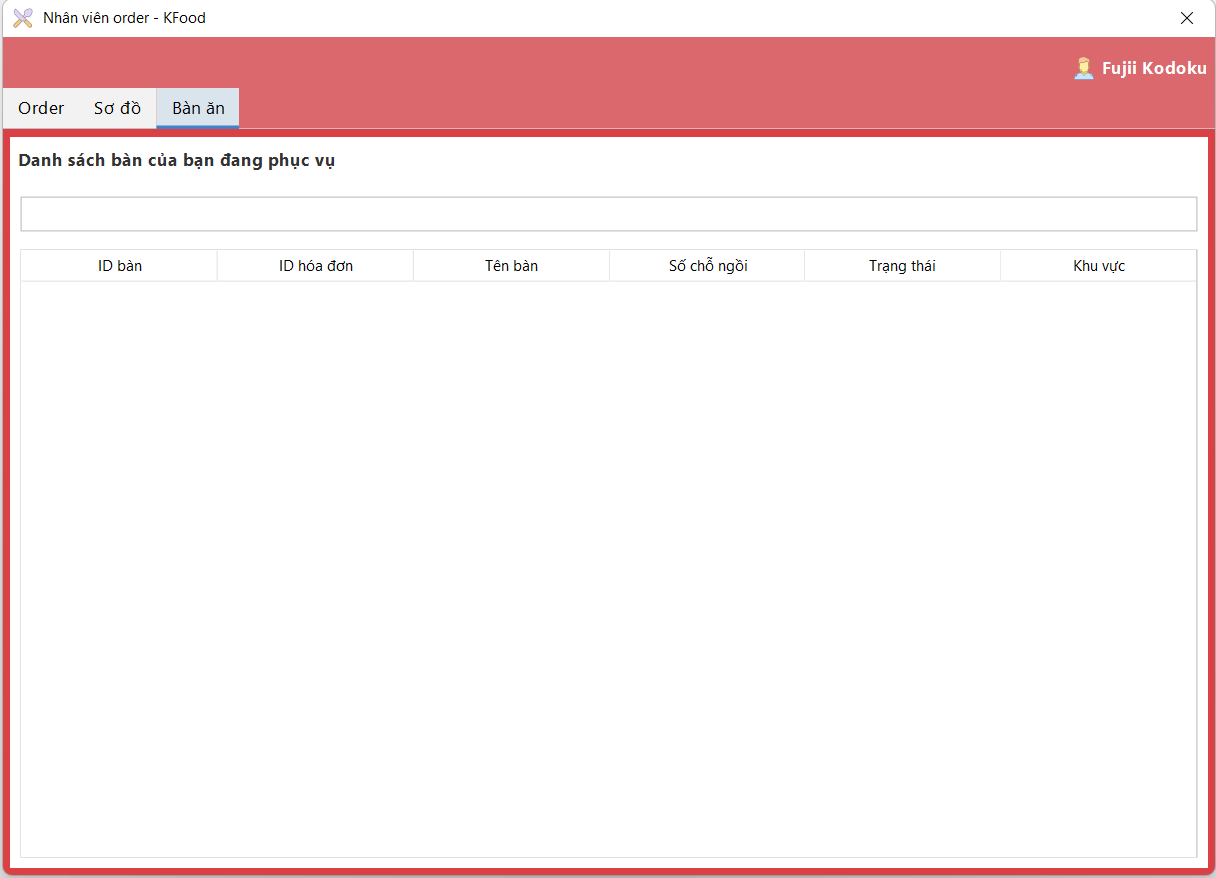 Nhân viên order - KFood
Fujii Kodoku
Order Sơ đồ Bàn ăn
Danh sách bàn của bạn đang phục vụ
ID bàn ID hóa đơn Tên bàn Số chỗ ngồi Trạng thái Khu vực